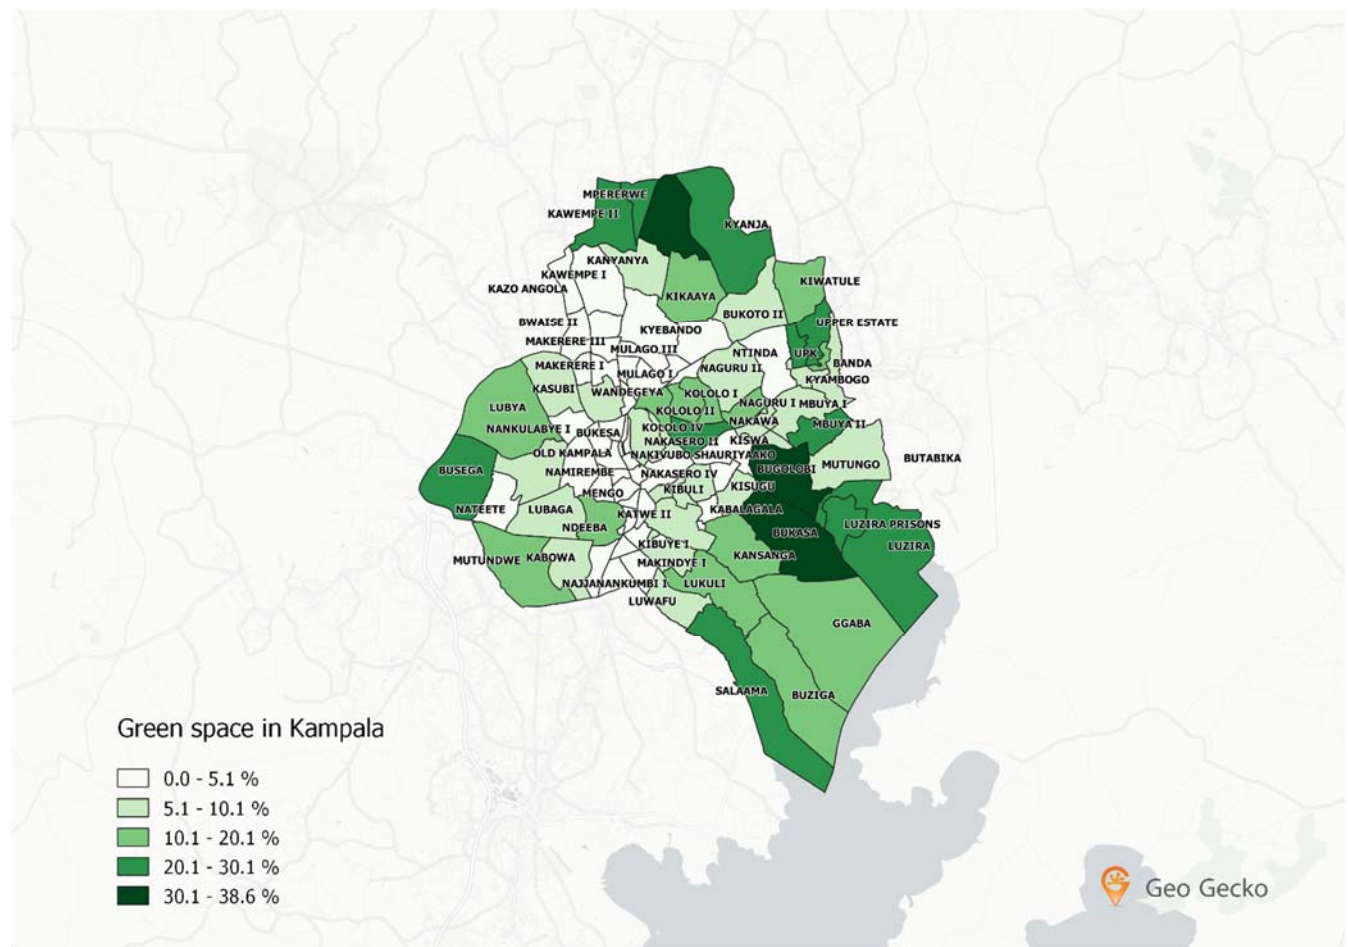 MPERERWE
KAWEMPE II
KYANJA
KANYANYA
KAWEMPE I
KAZO ANGOLA
KIWATULE
KIKAAYA
BUKOTO II
BWAISE II
UPPER ESTATE
KYEBANDO
MAKERERE III
MULAGO III
NTINDA
UPK
BANDA
MAKERERE I
MULAGO I
NAGURU II
KYAMBOGO
KASUBI
WANDEGEYA
KOLOLO I
LUBYA
KOLOLO II
NAGURU I
MBUYA I
NANKULABYE I
BUKESA
KOLOLO IV
NAKAWA
MBUYA II
NAKASERO II
KISWA
OLD KAMPALA
NAKIVUBO SHAURIYAAKO
BUTABIKA
BUSEGA
NAMIREMBE
NAKASERO IV
BUGOLOBI
MUTUNGO
MENGO
KIBULI
KISUGU
NATEETE
LUBAGA
KATWE II
KABALAGALA
NDEEBA
LUZIRA PRISONS
BUKASA
KIBUYE I
LUZIRA
MUTUNDWE
KABOWA
MAKINDYE I
KANSANGA
NAJJANANKUMBI I
LUKULI
LUWAFU
GGABA
SALAAMA
BUZIGA
Green space in Kampala
0.0 - 5.1 %
5.1 - 10.1 %
10.1 - 20.1 %
20.1 - 30.1 %
30.1 - 38.6 %
Geo Gecko